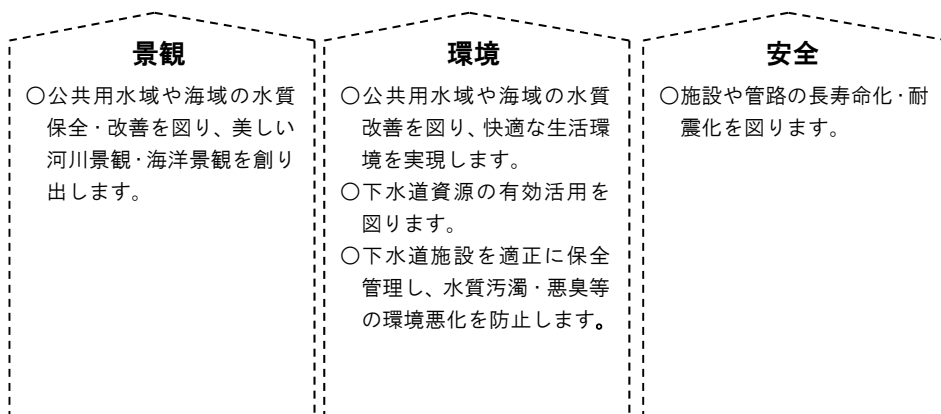 景観
○公共用水域や海域の水質
保全・改善を図り、美しい
河川景観・海洋景観を創り
出します。
環境
○公共用水域や海域の水質
改善を図り、快適な生活環
境を実現します。
○下水道資源の有効活用を
図ります。
○下水道施設を適正に保全
管理し、水質汚濁・悪臭等
の環境悪化を防止します。
安全
○施設や管路の長寿命化・耐
震化を図ります。